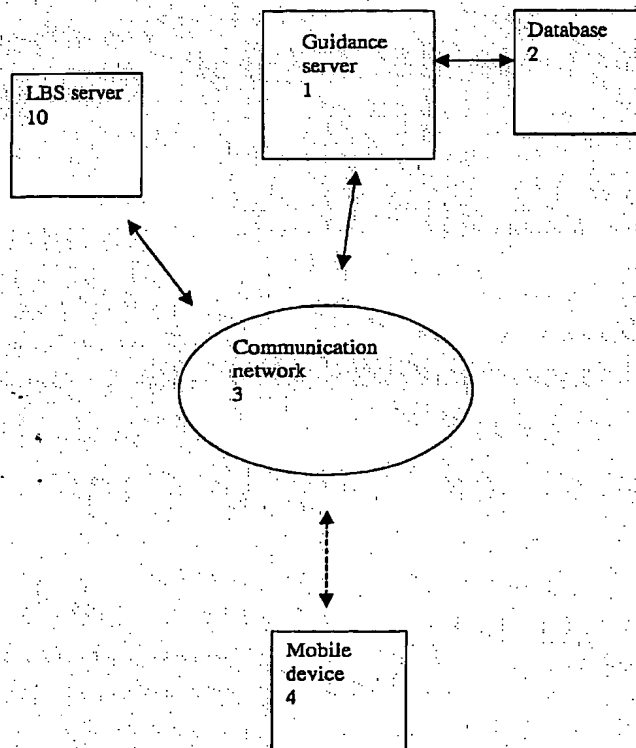 Guidance
server
1
Database
2
LBS server
10
Communication
network
3
Mobile
device
4